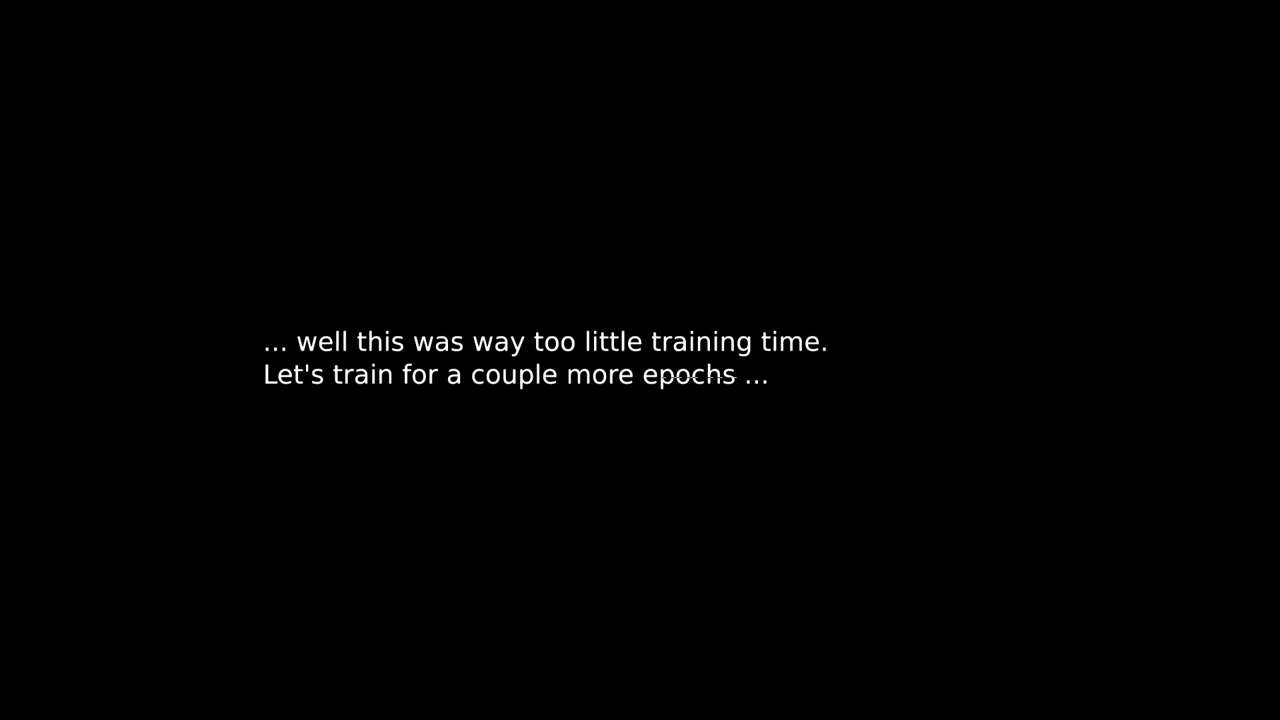 ... well this was way too little training time.
Let's train for a couple more epochs ...